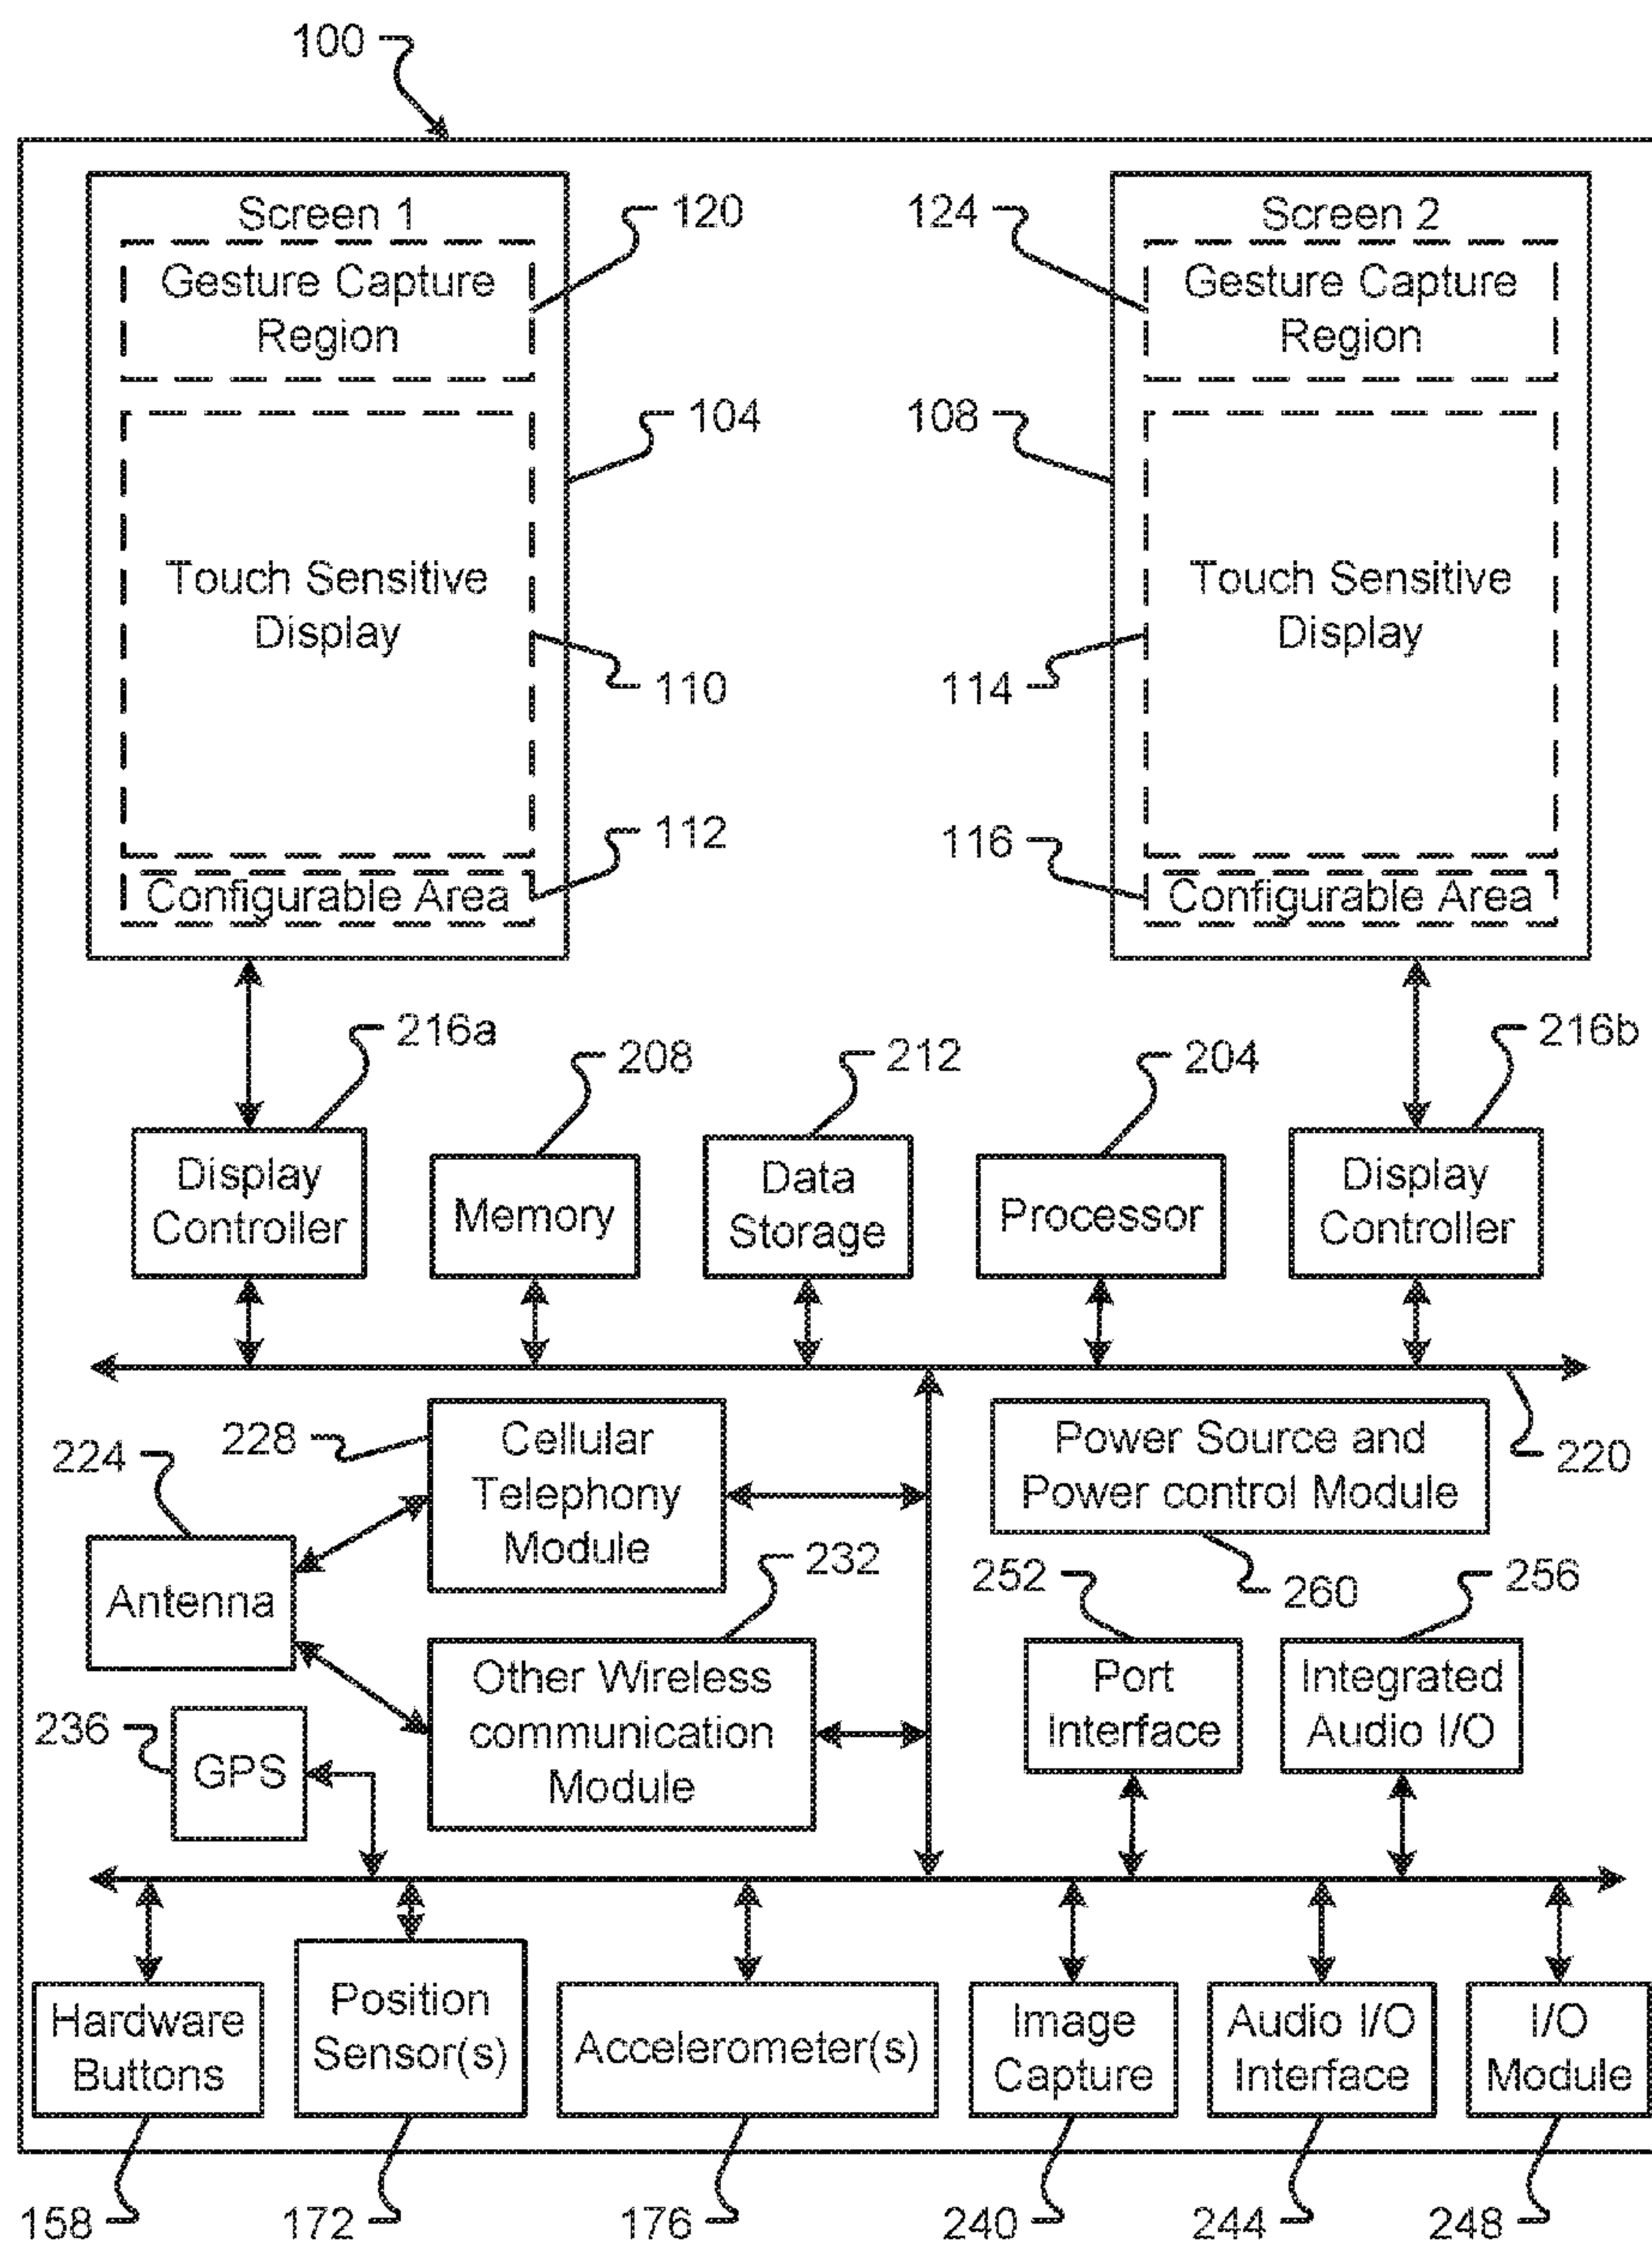 100
Screen 1
120
124
Screen 2
Gesture Capture
Region
Gesture Capture
Region
104
108
Touch Sensitive
Display
Touch Sensitive
Display
110
114
112
116
Configurable Area
Configurable Area
216a
208
212
204
216b
Display
Controller
Memory
Data
Storage
Processor
Display
Controller
228
Cellular
Telephony
Module
Power Source and
Power control Module
220
224
Antenna
232
252
260
256
Other Wireless
communication
Module
Port
Interface
Integrated
Audio I/O
236
GPS
Hardware
Buttons
Position
Sensor(s)
Accelerometer(s)
Image
Capture
Audio I/O
Interface
I/O
Module
158
172
176
240
244
248